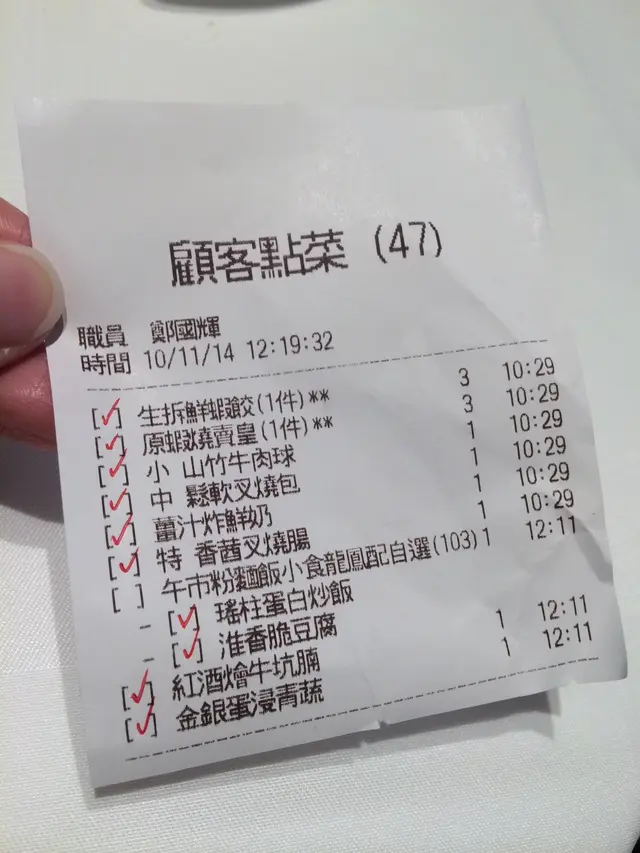 顧客點菜 (47)
職員 鄭國輝
時間 10/11/14 12:19:32
[✓] 生拆鮮蝦餃(1件)** 3 10:29
[✓] 原蝦燒賣皇(1件)** 3 10:29
[✓] 小 山竹牛肉球 1 10:29
[✓] 中 鬆軟叉燒包 1 10:29
[✓] 薑汁炸鮮奶 1 10:29
[✓] 特 香茜叉燒腸 1 12:11
[ ] 午市粉麵飯小食龍鳳配自選(103) 1
- [✓] 瑤柱蛋白炒飯
- [✓] 淮香脆豆腐
[✓] 紅酒燴牛坑腩 1 12:11
[✓] 金銀蛋浸青蔬 1 12:11